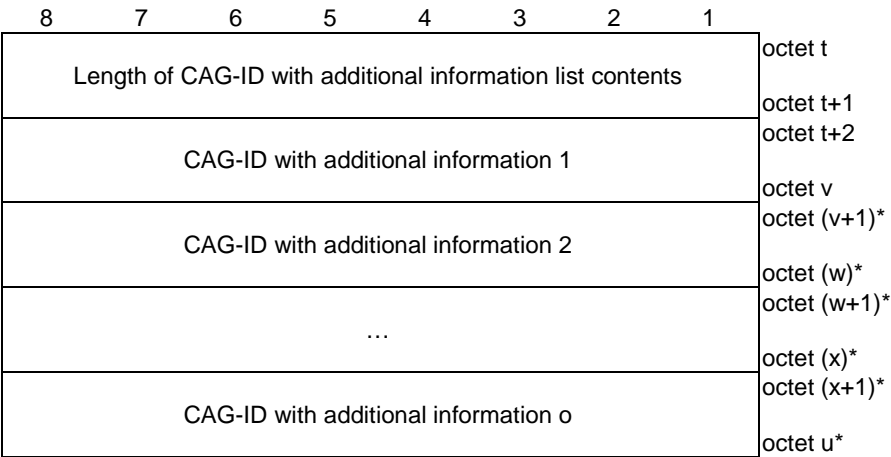 8 7 6 5 4 3 2 1
octet t
Length of CAG-ID with additional information list contents
octet t+1
octet t+2
CAG-ID with additional information 1
octet v
octet (v+1)*
CAG-ID with additional information 2
octet (w)*
octet (w+1)*
…
octet (x)*
octet (x+1)*
CAG-ID with additional information o
octet u*